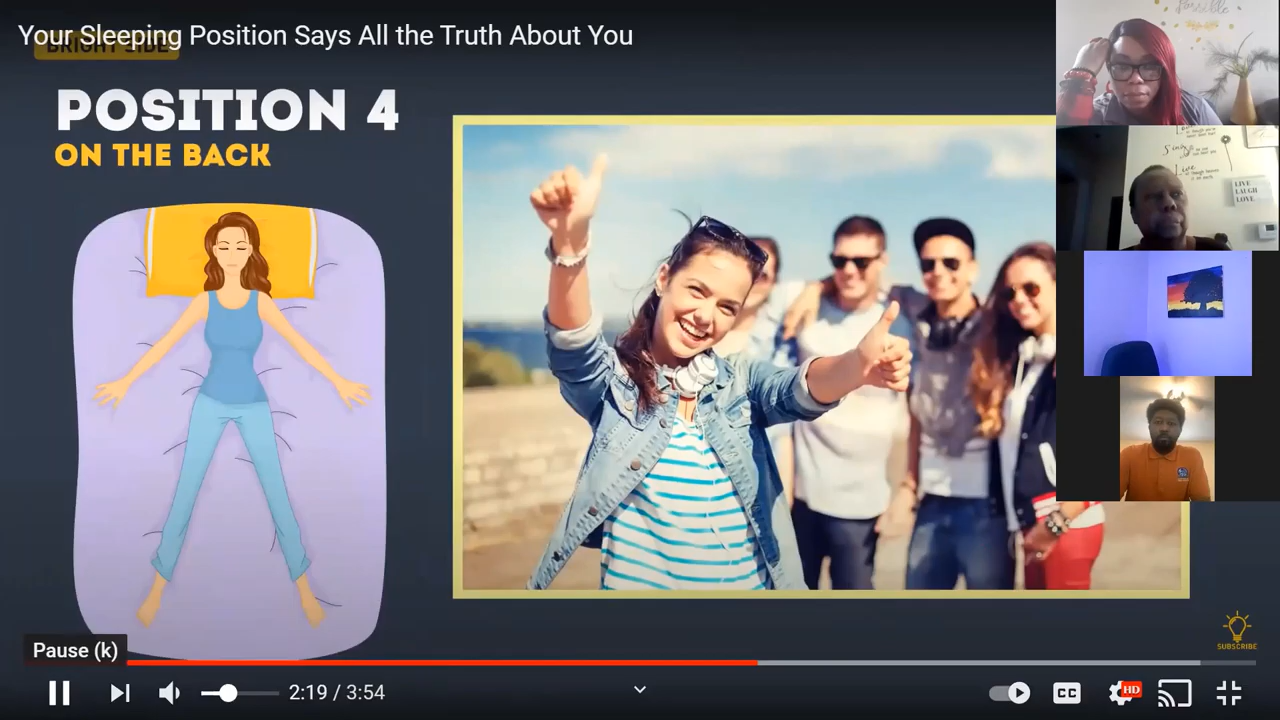 Your Sleeping Position Says All the Truth About You
BRIGHT SIDE
POSITION 4
ON THE BACK
LIVE
LAUGH
LOVE
SUBSCRIBE
Pause (k)
2:19 / 3:54
CC
HD